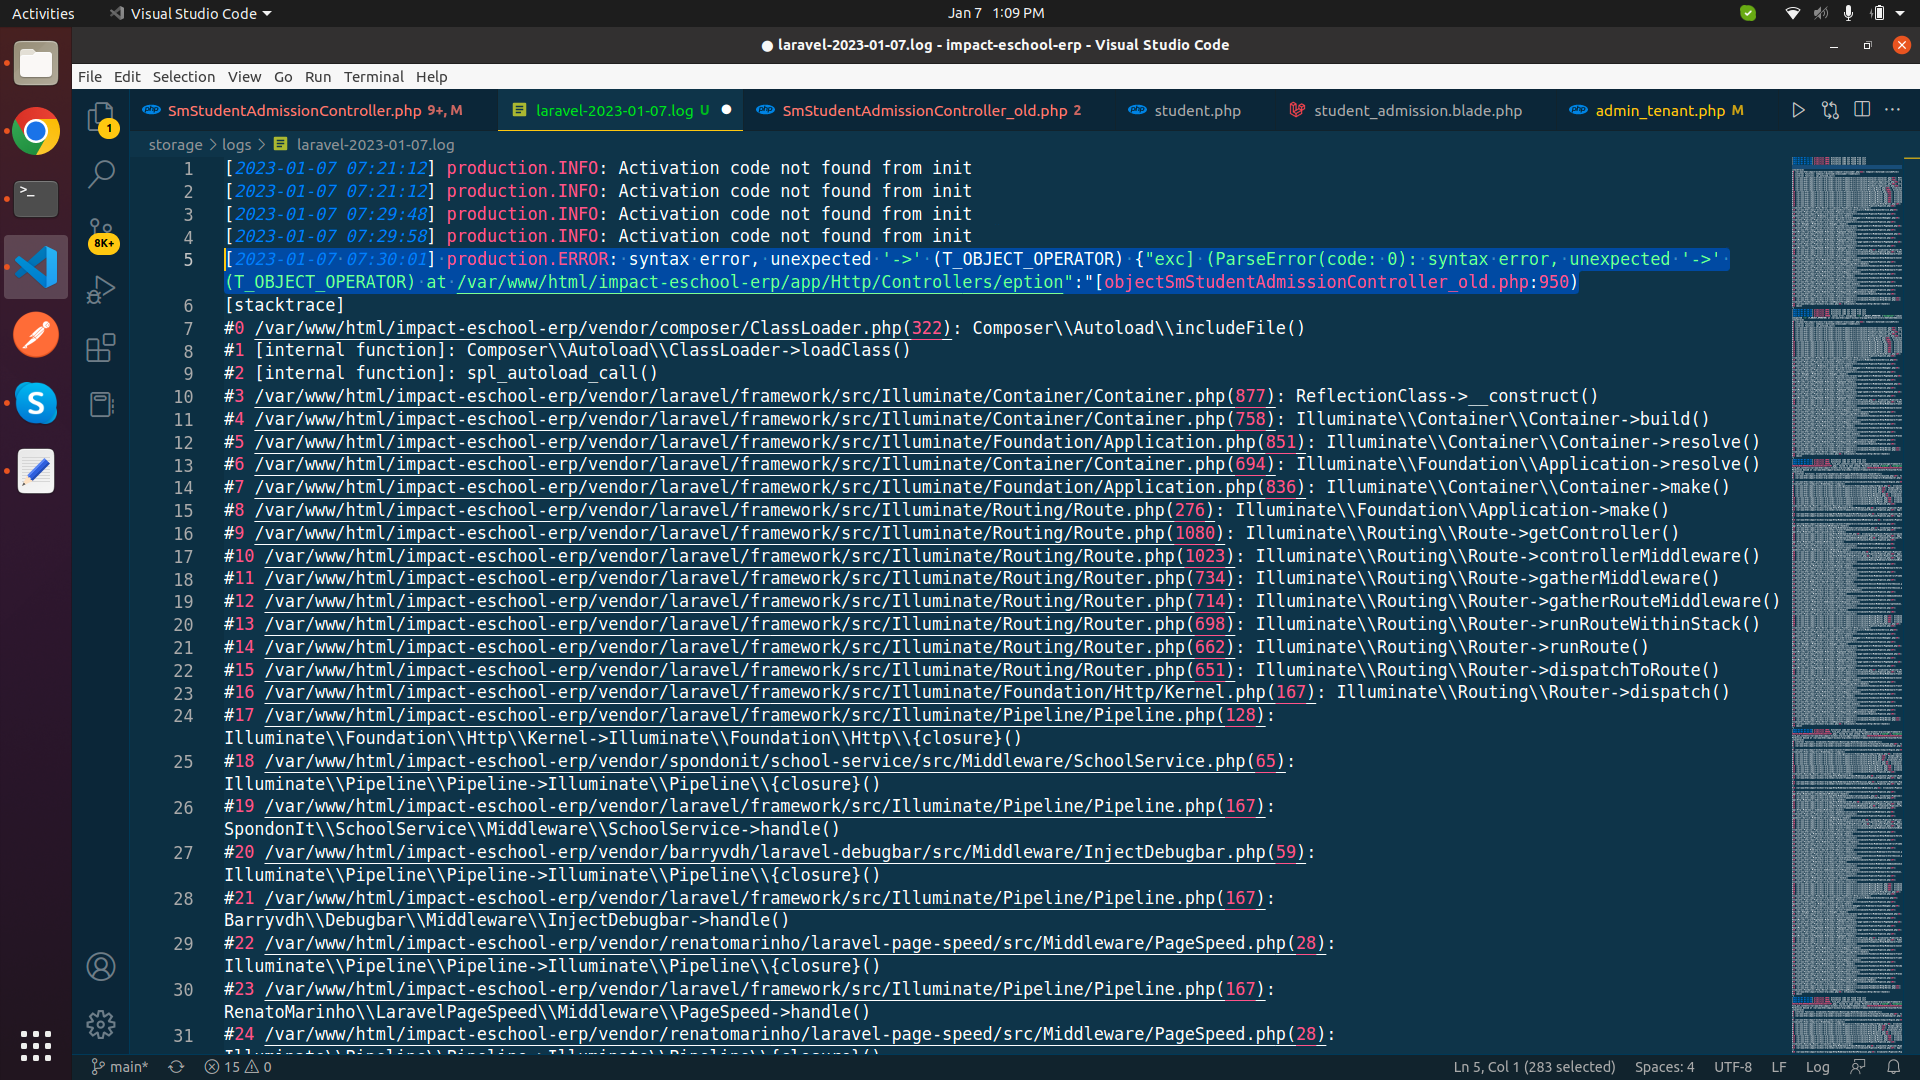 Activities
Visual Studio Code
Jan 7 1:09 PM
● laravel-2023-01-07.log - impact-eschool-erp - Visual Studio Code
File Edit Selection View Go Run Terminal Help
SmStudentAdmissionController.php 9+, M
laravel-2023-01-07.log U
SmStudentAdmissionController_old.php 2
student.php
student_admission.blade.php
admin_tenant.php M
1
8K+
storage > logs > laravel-2023-01-07.log
1 [2023-01-07 07:21:12] production.INFO: Activation code not found from init
2 [2023-01-07 07:21:12] production.INFO: Activation code not found from init
3 [2023-01-07 07:29:48] production.INFO: Activation code not found from init
4 [2023-01-07 07:29:58] production.INFO: Activation code not found from init
5 [2023-01-07 07:30:01] production.ERROR: syntax error, unexpected '->' (T_OBJECT_OPERATOR) {"exc] (ParseError(code: 0): syntax error, unexpected '->'
(T_OBJECT_OPERATOR) at /var/www/html/impact-eschool-erp/app/Http/Controllers/eption":"[objectSmStudentAdmissionController_old.php:950)
6 [stacktrace]
7 #0 /var/www/html/impact-eschool-erp/vendor/composer/ClassLoader.php(322): Composer\\Autoload\\includeFile()
8 #1 [internal function]: Composer\\Autoload\\ClassLoader->loadClass()
9 #2 [internal function]: spl_autoload_call()
10 #3 /var/www/html/impact-eschool-erp/vendor/laravel/framework/src/Illuminate/Container/Container.php(877): ReflectionClass->__construct()
11 #4 /var/www/html/impact-eschool-erp/vendor/laravel/framework/src/Illuminate/Container/Container.php(758): Illuminate\\Container\\Container->build()
12 #5 /var/www/html/impact-eschool-erp/vendor/laravel/framework/src/Illuminate/Foundation/Application.php(851): Illuminate\\Container\\Container->resolve()
13 #6 /var/www/html/impact-eschool-erp/vendor/laravel/framework/src/Illuminate/Container/Container.php(694): Illuminate\\Foundation\\Application->resolve()
14 #7 /var/www/html/impact-eschool-erp/vendor/laravel/framework/src/Illuminate/Foundation/Application.php(836): Illuminate\\Container\\Container->make()
15 #8 /var/www/html/impact-eschool-erp/vendor/laravel/framework/src/Illuminate/Routing/Route.php(276): Illuminate\\Foundation\\Application->make()
16 #9 /var/www/html/impact-eschool-erp/vendor/laravel/framework/src/Illuminate/Routing/Route.php(1080): Illuminate\\Routing\\Route->getController()
17 #10 /var/www/html/impact-eschool-erp/vendor/laravel/framework/src/Illuminate/Routing/Route.php(1023): Illuminate\\Routing\\Route->controllerMiddleware()
18 #11 /var/www/html/impact-eschool-erp/vendor/laravel/framework/src/Illuminate/Routing/Router.php(734): Illuminate\\Routing\\Route->gatherMiddleware()
19 #12 /var/www/html/impact-eschool-erp/vendor/laravel/framework/src/Illuminate/Routing/Router.php(714): Illuminate\\Routing\\Router->gatherRouteMiddleware()
20 #13 /var/www/html/impact-eschool-erp/vendor/laravel/framework/src/Illuminate/Routing/Router.php(698): Illuminate\\Routing\\Router->runRouteWithinStack()
21 #14 /var/www/html/impact-eschool-erp/vendor/laravel/framework/src/Illuminate/Routing/Router.php(662): Illuminate\\Routing\\Router->runRoute()
22 #15 /var/www/html/impact-eschool-erp/vendor/laravel/framework/src/Illuminate/Routing/Router.php(651): Illuminate\\Routing\\Router->dispatchToRoute()
23 #16 /var/www/html/impact-eschool-erp/vendor/laravel/framework/src/Illuminate/Foundation/Http/Kernel.php(167): Illuminate\\Routing\\Router->dispatch()
24 #17 /var/www/html/impact-eschool-erp/vendor/laravel/framework/src/Illuminate/Pipeline/Pipeline.php(128):
Illuminate\\Foundation\\Http\\Kernel->Illuminate\\Foundation\\Http\\{closure}()
25 #18 /var/www/html/impact-eschool-erp/vendor/spondonit/school-service/src/Middleware/SchoolService.php(65):
Illuminate\\Pipeline\\Pipeline->Illuminate\\Pipeline\\{closure}()
26 #19 /var/www/html/impact-eschool-erp/vendor/laravel/framework/src/Illuminate/Pipeline/Pipeline.php(167):
SpondonIt\\SchoolService\\Middleware\\SchoolService->handle()
27 #20 /var/www/html/impact-eschool-erp/vendor/barryvdh/laravel-debugbar/src/Middleware/InjectDebugbar.php(59):
Illuminate\\Pipeline\\Pipeline->Illuminate\\Pipeline\\{closure}()
28 #21 /var/www/html/impact-eschool-erp/vendor/laravel/framework/src/Illuminate/Pipeline/Pipeline.php(167):
Barryvdh\\Debugbar\\Middleware\\InjectDebugbar->handle()
29 #22 /var/www/html/impact-eschool-erp/vendor/renatomarinho/laravel-page-speed/src/Middleware/PageSpeed.php(28):
Illuminate\\Pipeline\\Pipeline->Illuminate\\Pipeline\\{closure}()
30 #23 /var/www/html/impact-eschool-erp/vendor/laravel/framework/src/Illuminate/Pipeline/Pipeline.php(167):
RenatoMarinho\\LaravelPageSpeed\\Middleware\\PageSpeed->handle()
31 #24 /var/www/html/impact-eschool-erp/vendor/renatomarinho/laravel-page-speed/src/Middleware/PageSpeed.php(28):
main* 15 0
Ln 5, Col 1 (283 selected) Spaces: 4 UTF-8 LF Log